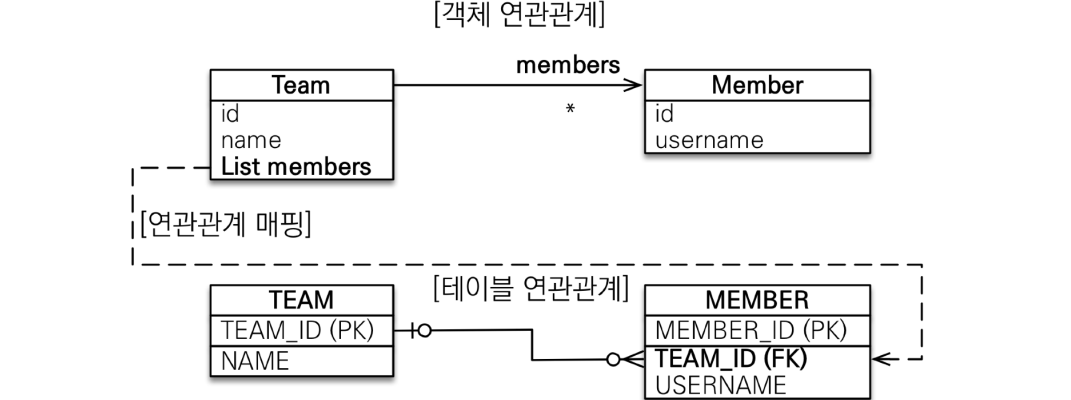 [객체 연관관계]
members
Team
Member
*
id
name
List members
id
username
[연관관계 매핑]
[테이블 연관관계]
TEAM
TEAM_ID (PK)
NAME
MEMBER
MEMBER_ID (PK)
TEAM_ID (FK)
USERNAME